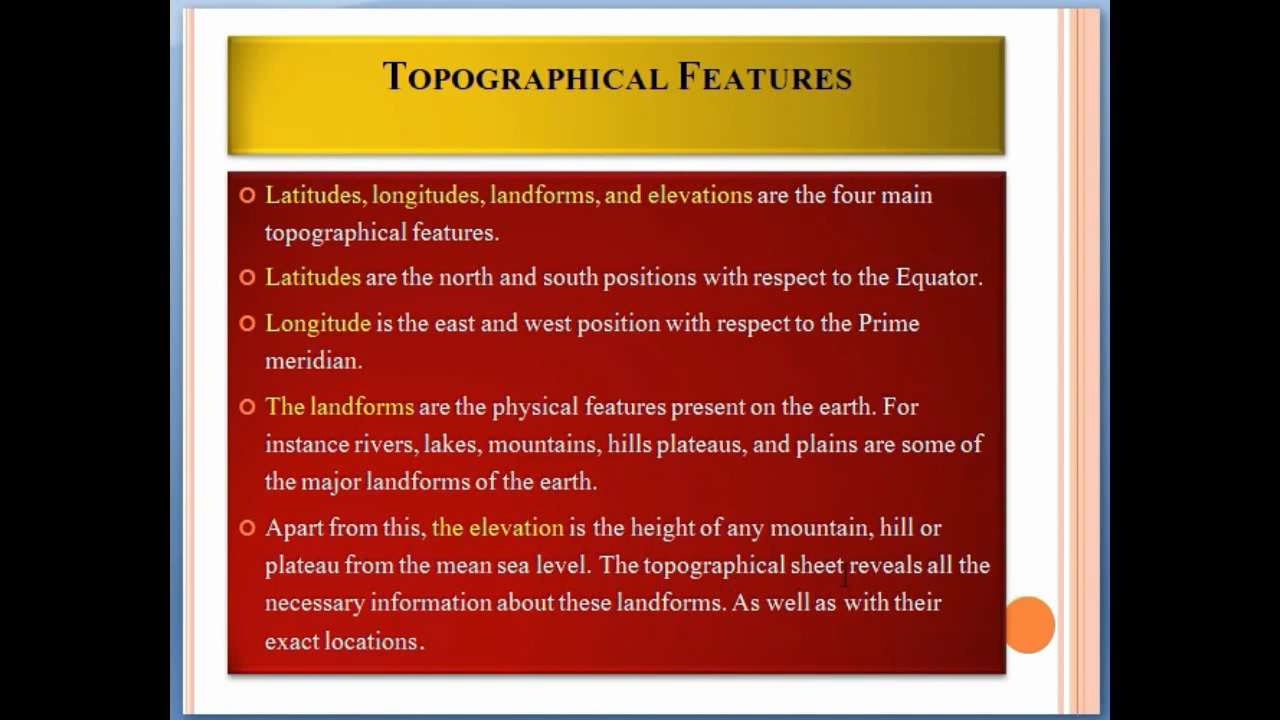 TOPOGRAPHICAL FEATURES
Latitudes, longitudes, landforms, and elevations are the four main
topographical features.
Latitudes are the north and south positions with respect to the Equator.
Longitude is the east and west position with respect to the Prime
meridian.
The landforms are the physical features present on the earth. For
instance rivers, lakes, mountains, hills plateaus, and plains are some of
the major landforms of the earth.
Apart from this, the elevation is the height of any mountain, hill or
plateau from the mean sea level. The topographical sheet reveals all the
necessary information about these landforms. As well as with their
exact locations.